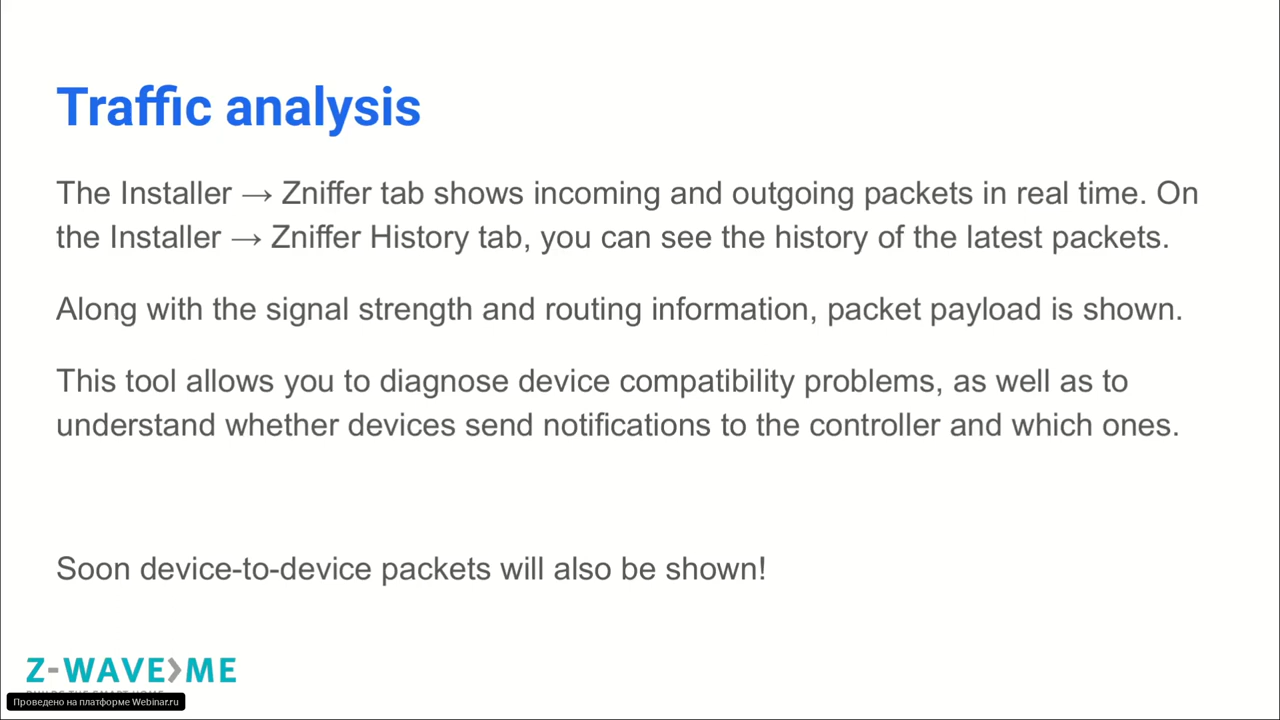 Traffic analysis
The Installer → Zniffer tab shows incoming and outgoing packets in real time. On
the Installer → Zniffer History tab, you can see the history of the latest packets.
Along with the signal strength and routing information, packet payload is shown.
This tool allows you to diagnose device compatibility problems, as well as to
understand whether devices send notifications to the controller and which ones.
Soon device-to-device packets will also be shown!
Z-WAVE>ME
Проведено на платформе Webinar.ru